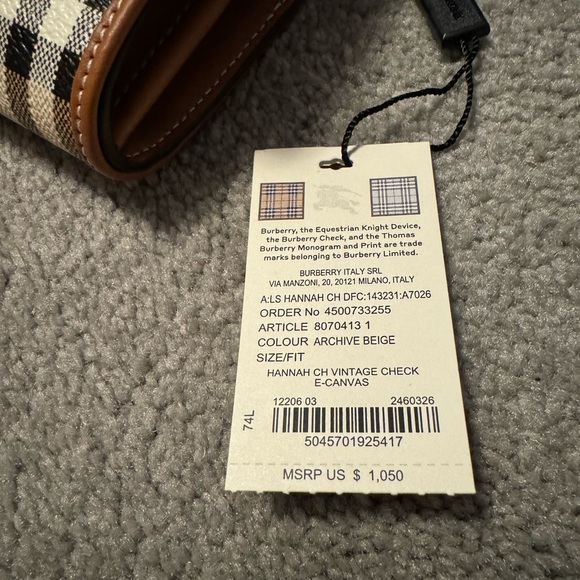 Burberry, the Equestrian Knight Device,
the Burberry Check, and the Thomas
Burberry Monogram and Print are trade
marks belonging to Burberry Limited.
BURBERRY ITALY SRL
VIA MANZONI, 20, 20121 MILANO, ITALY
A:LS HANNAH CH DFC:143231:A7026
ORDER No 4500733255
ARTICLE 8070413 1
COLOUR ARCHIVE BEIGE
SIZE/FIT
HANNAH CH VINTAGE CHECK
E-CANVAS
12206 03 2460326
74L
5045701925417
MSRP US $ 1,050